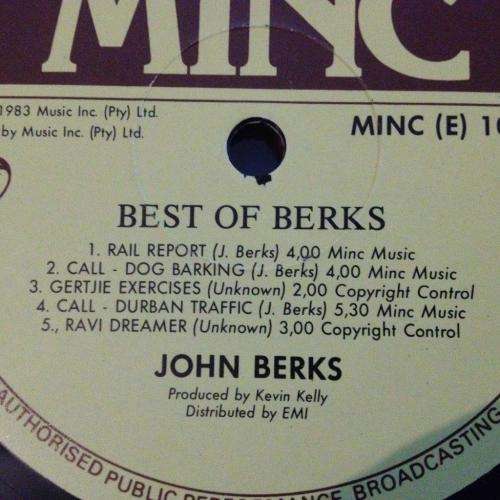 MINC
1983 Music Inc. (Pty) Ltd.
by Music Inc. (Pty) Ltd.
MINC (E) 10
BEST OF BERKS
1. RAIL REPORT (J. Berks) 4,00 Minc Music
2. CALL - DOG BARKING (J. Berks) 4,00 Minc Music
3. GERTJIE EXERCISES (Unknown) 2,00 Copyright Control
4. CALL - DURBAN TRAFFIC (J. Berks) 5,30 Minc Music
5., RAVI DREAMER (Unknown) 3,00 Copyright Control
JOHN BERKS
Produced by Kevin Kelly
Distributed by EMI
AUTHORISED PUBLIC PERFORMANCE BROADCASTING